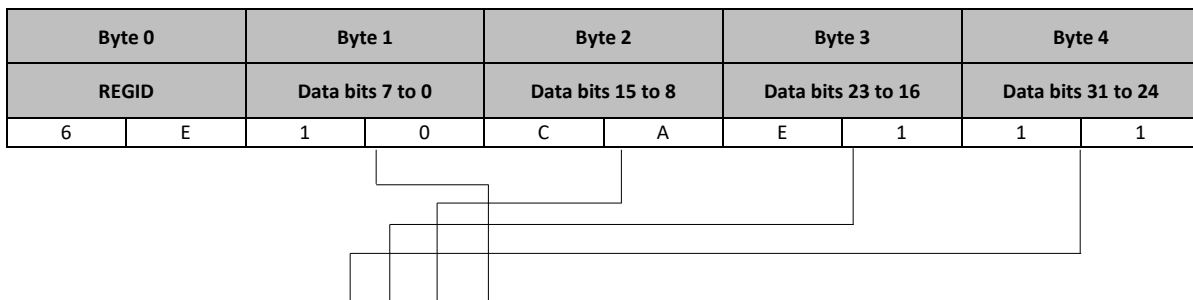 Byte 0 Byte 1 Byte 2 Byte 3 Byte 4
REGID Data bits 7 to 0 Data bits 15 to 8 Data bits 23 to 16 Data bits 31 to 24
6 E 1 0 C A E 1 1 1